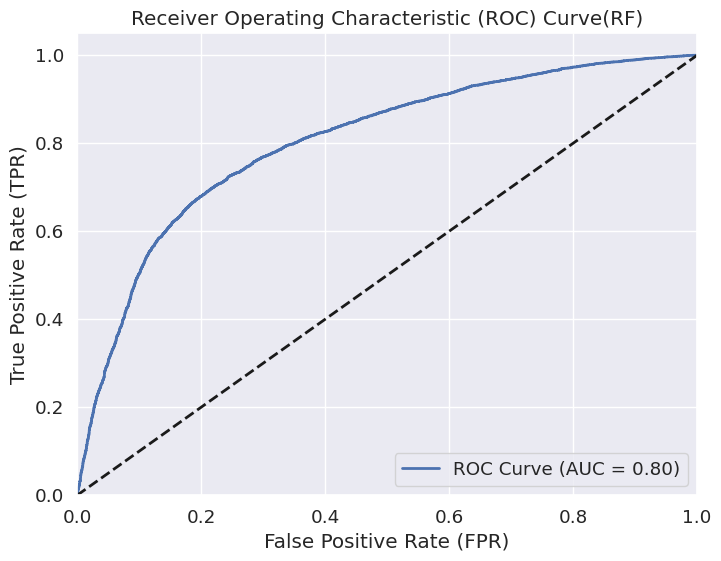 Receiver Operating Characteristic (ROC) Curve(RF)
True Positive Rate (TPR)
1.0
0.8
0.6
0.4
0.2
0.0
ROC Curve (AUC = 0.80)
0.0 0.2 0.4 0.6 0.8 1.0
False Positive Rate (FPR)